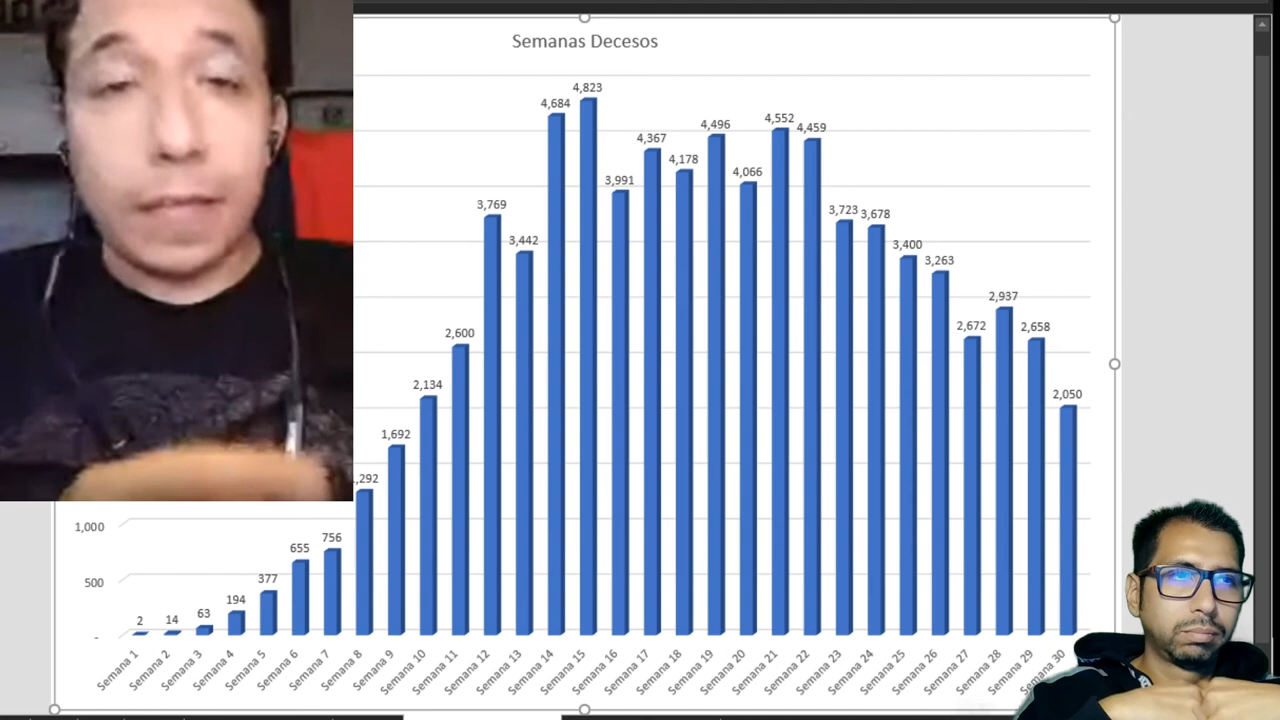 Semanas Decesos
4,823
4,684
4,552
4,496
4,459
4,367
4,178
4,066
3,991
3,769
3,723
3,678
3,442
3,400
3,263
2,937
2,672
2,658
2,600
2,134
2,050
1,692
,292
1,000
756
655
500
377
194
63
14
2
-
Semana 1
Semana 2
Semana 3
Semana 4
Semana 5
Semana 6
Semana 7
Semana 8
Semana 9
Semana 10
Semana 11
Semana 12
Semana 13
Semana 14
Semana 15
Semana 16
Semana 17
Semana 18
Semana 19
Semana 20
Semana 21
Semana 22
Semana 23
Semana 24
Semana 25
Semana 26
Semana 27
Semana 28
Semana 29
Semana 30